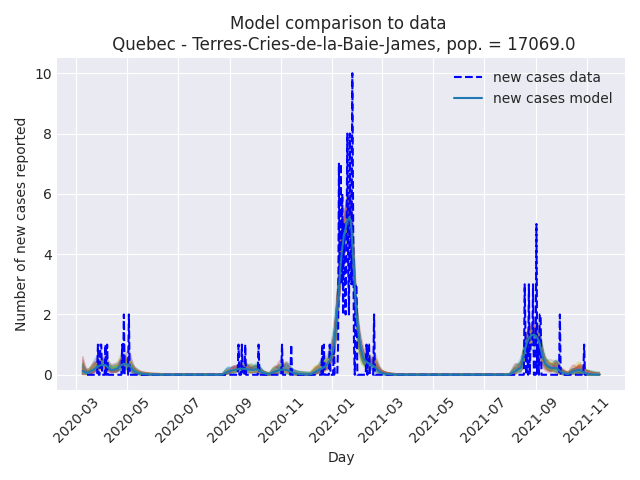 Model comparison to data
Quebec - Terres-Cries-de-la-Baie-James, pop. = 17069.0
new cases data
new cases model
Number of new cases reported
10
8
6
4
2
0
2020-03
2020-05
2020-07
2020-09
2020-11
2021-01
2021-03
2021-05
2021-07
2021-09
2021-11
Day